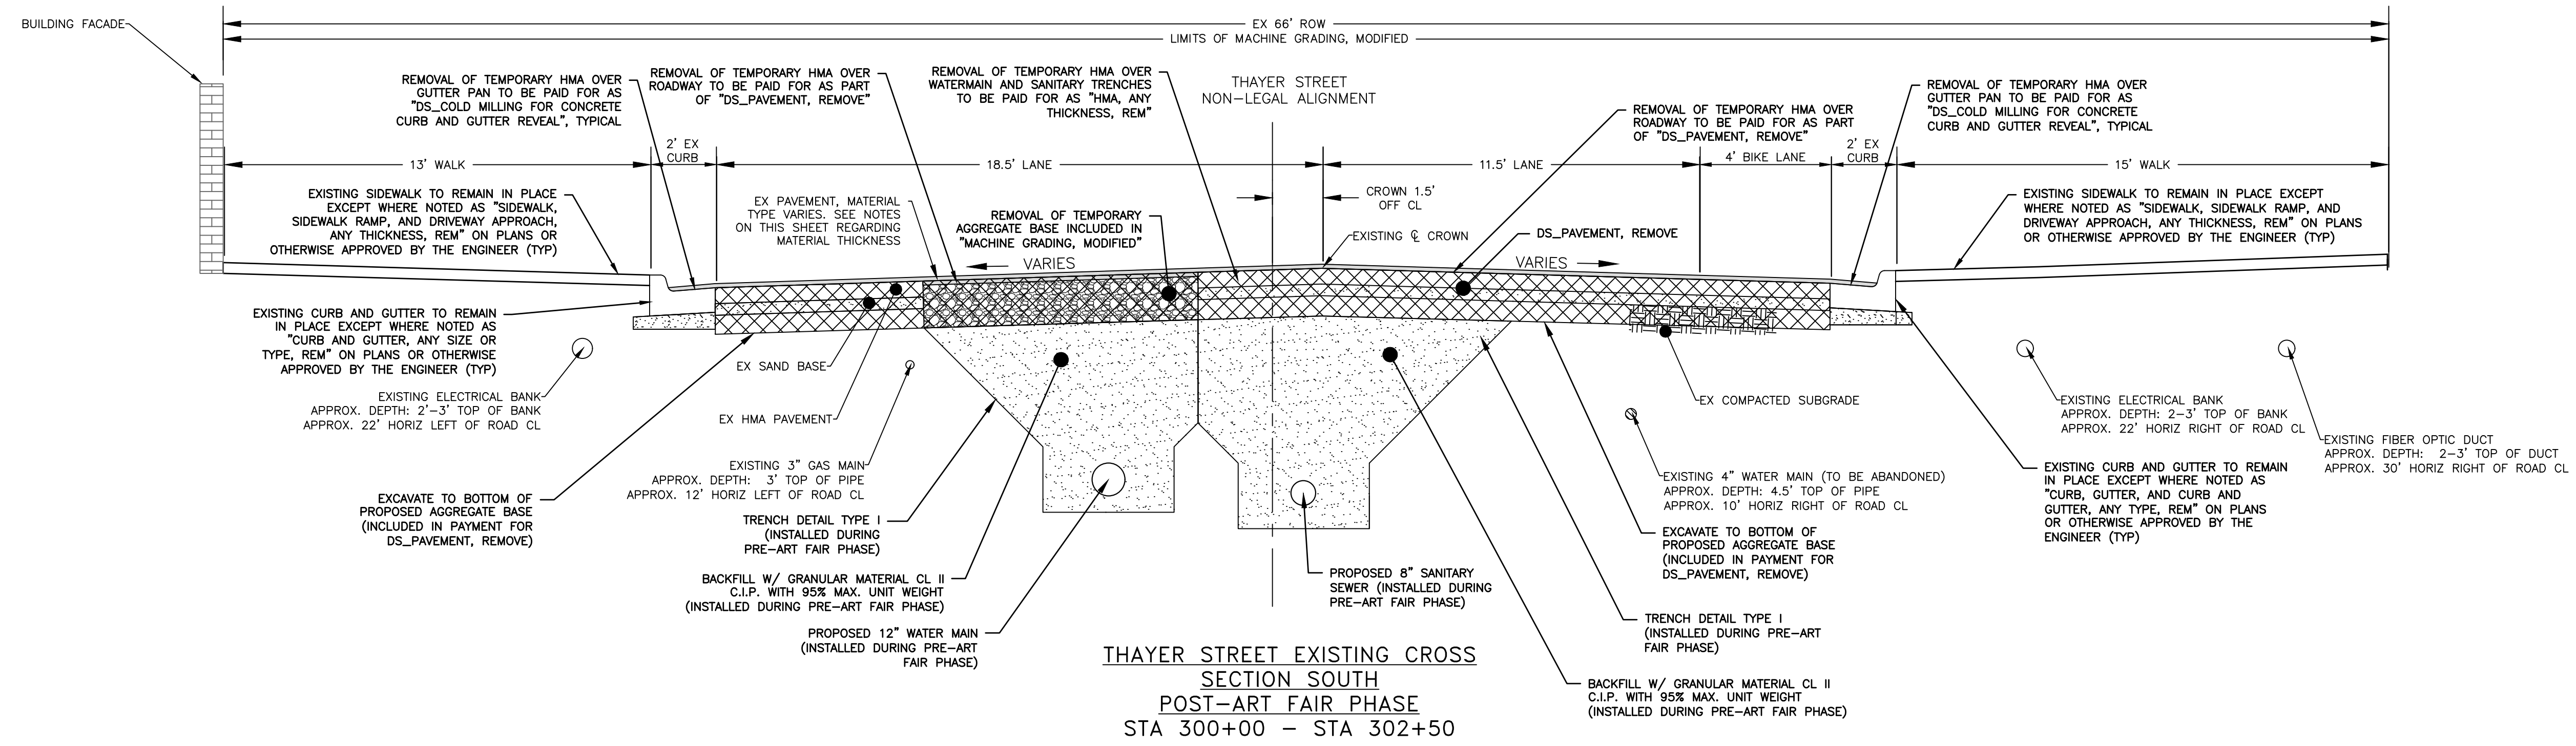 BUILDING FACADE
EX 66' ROW
LIMITS OF MACHINE GRADING, MODIFIED
REMOVAL OF TEMPORARY HMA OVER
GUTTER PAN TO BE PAID FOR AS
"DS_COLD MILLING FOR CONCRETE
CURB AND GUTTER REVEAL", TYPICAL
REMOVAL OF TEMPORARY HMA OVER
ROADWAY TO BE PAID FOR AS PART
OF "DS_PAVEMENT, REMOVE"
REMOVAL OF TEMPORARY HMA OVER
WATERMAIN AND SANITARY TRENCHES
TO BE PAID FOR AS "HMA, ANY
THICKNESS, REM"
THAYER STREET
NON-LEGAL ALIGNMENT
REMOVAL OF TEMPORARY HMA OVER
ROADWAY TO BE PAID FOR AS PART
OF "DS_PAVEMENT, REMOVE"
REMOVAL OF TEMPORARY HMA OVER
GUTTER PAN TO BE PAID FOR AS
"DS_COLD MILLING FOR CONCRETE
CURB AND GUTTER REVEAL", TYPICAL
13' WALK
2' EX
CURB
18.5' LANE
11.5' LANE
4' BIKE LANE
2' EX
CURB
15' WALK
EXISTING SIDEWALK TO REMAIN IN PLACE
EXCEPT WHERE NOTED AS "SIDEWALK,
SIDEWALK RAMP, AND DRIVEWAY APPROACH,
ANY THICKNESS, REM" ON PLANS OR
OTHERWISE APPROVED BY THE ENGINEER (TYP)
EX PAVEMENT, MATERIAL
TYPE VARIES. SEE NOTES
ON THIS SHEET REGARDING
MATERIAL THICKNESS
REMOVAL OF TEMPORARY
AGGREGATE BASE INCLUDED IN
"MACHINE GRADING, MODIFIED"
CROWN 1.5'
OFF CL
EXISTING ℄ CROWN
DS_PAVEMENT, REMOVE
EXISTING SIDEWALK TO REMAIN IN PLACE EXCEPT
WHERE NOTED AS "SIDEWALK, SIDEWALK RAMP, AND
DRIVEWAY APPROACH, ANY THICKNESS, REM" ON PLANS
OR OTHERWISE APPROVED BY THE ENGINEER (TYP)
VARIES
VARIES
EXISTING CURB AND GUTTER TO REMAIN
IN PLACE EXCEPT WHERE NOTED AS
"CURB AND GUTTER, ANY SIZE OR
TYPE, REM" ON PLANS OR OTHERWISE
APPROVED BY THE ENGINEER (TYP)
EX SAND BASE
EX HMA PAVEMENT
EX COMPACTED SUBGRADE
EXISTING ELECTRICAL BANK
APPROX. DEPTH: 2'-3' TOP OF BANK
APPROX. 22' HORIZ LEFT OF ROAD CL
EXISTING ELECTRICAL BANK
APPROX. DEPTH: 2-3' TOP OF BANK
APPROX. 22' HORIZ RIGHT OF ROAD CL
EXISTING FIBER OPTIC DUCT
APPROX. DEPTH: 2-3' TOP OF DUCT
APPROX. 30' HORIZ RIGHT OF ROAD CL
EXISTING 3" GAS MAIN
APPROX. DEPTH: 3' TOP OF PIPE
APPROX. 12' HORIZ LEFT OF ROAD CL
EXISTING 4" WATER MAIN (TO BE ABANDONED)
APPROX. DEPTH: 4.5' TOP OF PIPE
APPROX. 10' HORIZ RIGHT OF ROAD CL
EXISTING CURB AND GUTTER TO REMAIN
IN PLACE EXCEPT WHERE NOTED AS
"CURB, GUTTER, AND CURB AND
GUTTER, ANY TYPE, REM" ON PLANS
OR OTHERWISE APPROVED BY THE
ENGINEER (TYP)
EXCAVATE TO BOTTOM OF
PROPOSED AGGREGATE BASE
(INCLUDED IN PAYMENT FOR
DS_PAVEMENT, REMOVE)
TRENCH DETAIL TYPE I
(INSTALLED DURING
PRE-ART FAIR PHASE)
EXCAVATE TO BOTTOM OF
PROPOSED AGGREGATE BASE
(INCLUDED IN PAYMENT FOR
DS_PAVEMENT, REMOVE)
BACKFILL W/ GRANULAR MATERIAL CL II
C.I.P. WITH 95% MAX. UNIT WEIGHT
(INSTALLED DURING PRE-ART FAIR PHASE)
PROPOSED 8" SANITARY
SEWER (INSTALLED DURING
PRE-ART FAIR PHASE)
TRENCH DETAIL TYPE I
(INSTALLED DURING PRE-ART
FAIR PHASE)
PROPOSED 12" WATER MAIN
(INSTALLED DURING PRE-ART
FAIR PHASE)
BACKFILL W/ GRANULAR MATERIAL CL II
C.I.P. WITH 95% MAX. UNIT WEIGHT
(INSTALLED DURING PRE-ART FAIR PHASE)
THAYER STREET EXISTING CROSS
SECTION SOUTH
POST-ART FAIR PHASE
STA 300+00 - STA 302+50